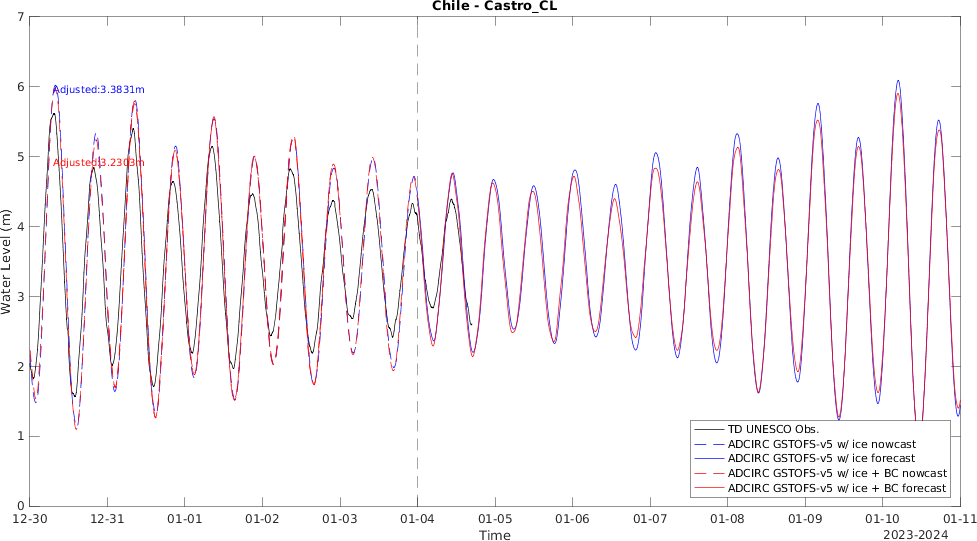 Chile - Castro_CL
Water Level (m)
7
6
5
4
3
2
1
0
Adjusted:3.3831m
Adjusted:3.2303m
TD UNESCO Obs.
ADCIRC GSTOFS-v5 w/ ice nowcast
ADCIRC GSTOFS-v5 w/ ice forecast
ADCIRC GSTOFS-v5 w/ ice + BC nowcast
ADCIRC GSTOFS-v5 w/ ice + BC forecast
12-30 12-31 01-01 01-02 01-03 01-04 01-05 01-06 01-07 01-08 01-09 01-10 01-11
Time
2023-2024